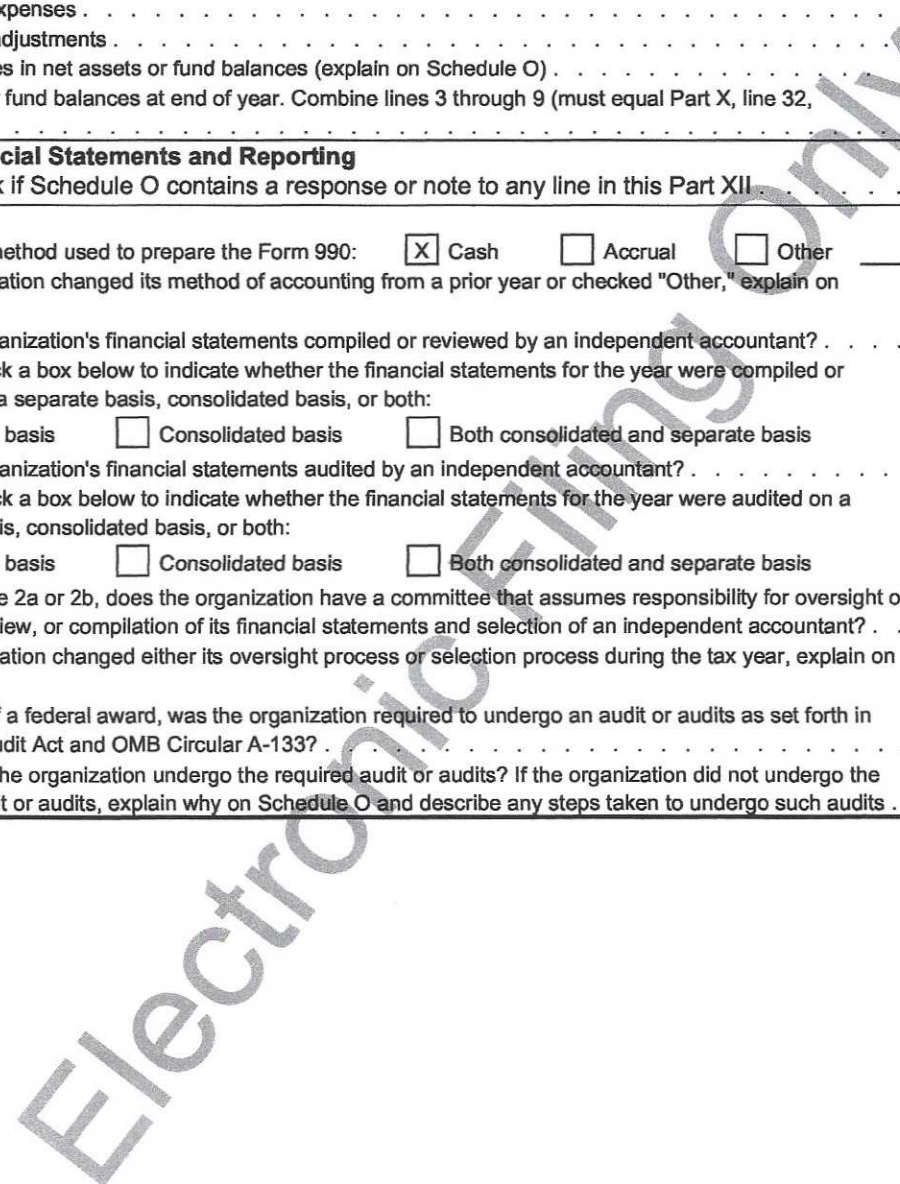 xpenses . . . . . . . . . . . . . . . . . . . . . . . . . . . .
djustments . . . . . . . . . . . . . . . . . . . . . . . . . . .
es in net assets or fund balances (explain on Schedule O) . . . . . . . . . . . .
fund balances at end of year. Combine lines 3 through 9 (must equal Part X, line 32,
. . . . . . . . . . . . . . . . . . . . . . . . . . . . . . .
cial Statements and Reporting
k if Schedule O contains a response or note to any line in this Part XII . . . . . .
ethod used to prepare the Form 990: X Cash Accrual Other
ation changed its method of accounting from a prior year or checked "Other," explain on
anization's financial statements compiled or reviewed by an independent accountant? . . . .
ck a box below to indicate whether the financial statements for the year were compiled or
a separate basis, consolidated basis, or both:
basis Consolidated basis Both consolidated and separate basis
anization's financial statements audited by an independent accountant? . . . . . . . . .
ck a box below to indicate whether the financial statements for the year were audited on a
is, consolidated basis, or both:
basis Consolidated basis Both consolidated and separate basis
e 2a or 2b, does the organization have a committee that assumes responsibility for oversight o
iew, or compilation of its financial statements and selection of an independent accountant? . .
ation changed either its oversight process or selection process during the tax year, explain on
f a federal award, was the organization required to undergo an audit or audits as set forth in
udit Act and OMB Circular A-133? . . . . . . . . . . . . . . . . . . . .
he organization undergo the required audit or audits? If the organization did not undergo the
t or audits, explain why on Schedule O and describe any steps taken to undergo such audits .
Electronic Filing Only